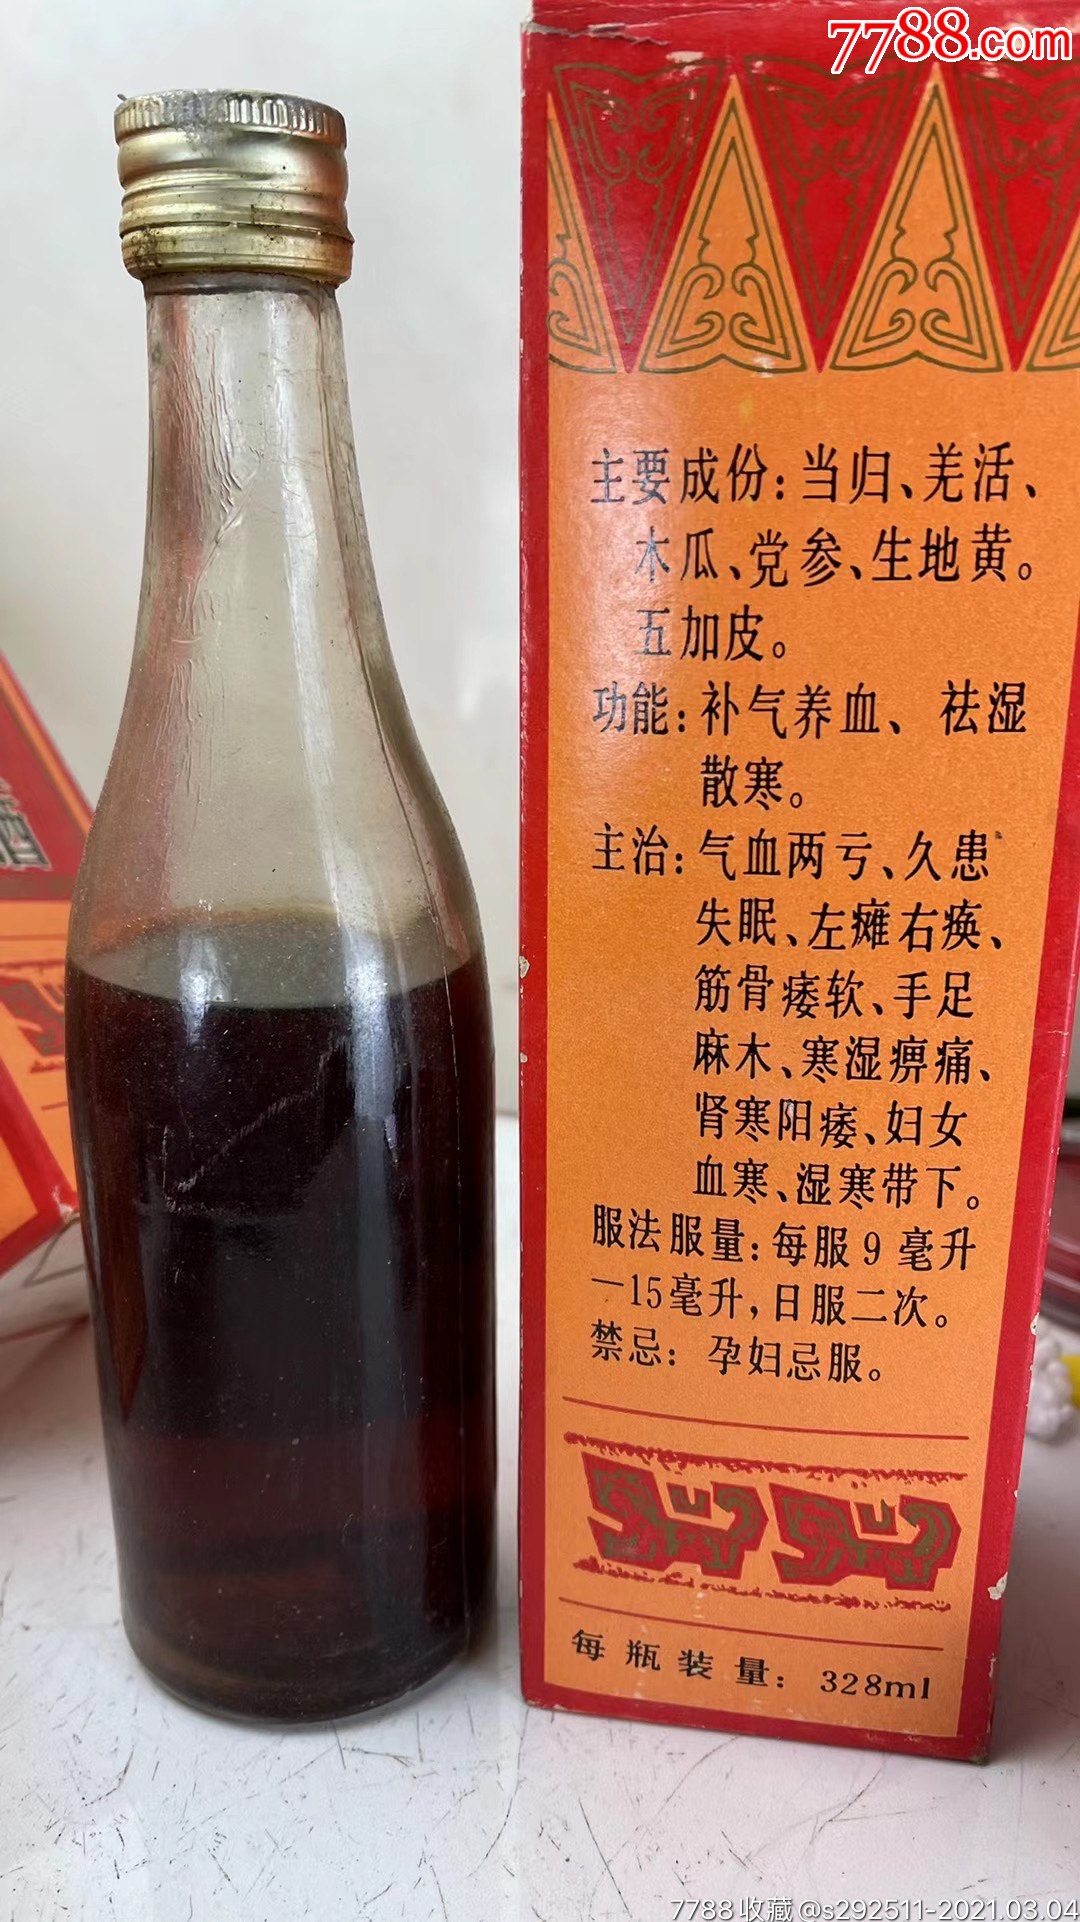 7788.com
主要成份：当归、羌活、
木瓜、党参、生地黄。
五加皮。
功能：补气养血、祛湿
散寒。
主治：气血两亏、久患
失眠、左瘫右痪、
筋骨痿软、手足
麻木、寒湿痹痛、
肾寒阳痿、妇女
血寒、湿寒带下。
服法服量：每服9毫升
—15毫升，日服二次。
禁忌：孕妇忌服。
每瓶装量：328ml
酒
7788收藏@s292511-2021.03.04